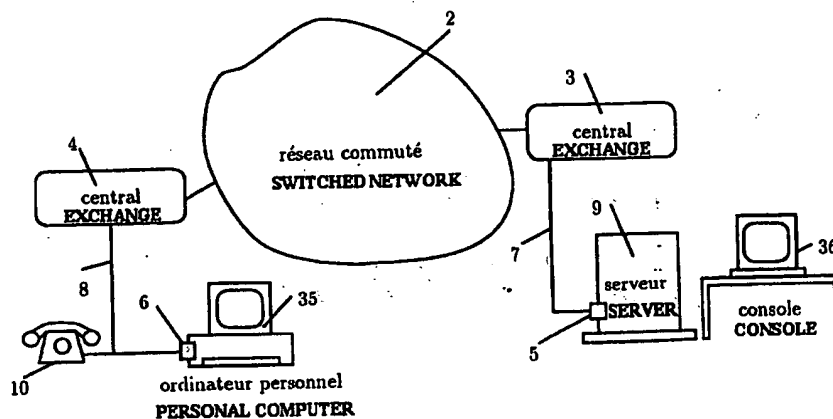 2
3
central
EXCHANGE
4
réseau commuté
SWITCHED NETWORK
central
EXCHANGE
9
7
36
8
6
35
serveur
SERVER
console
CONSOLE
5
10
ordinateur personnel
PERSONAL COMPUTER